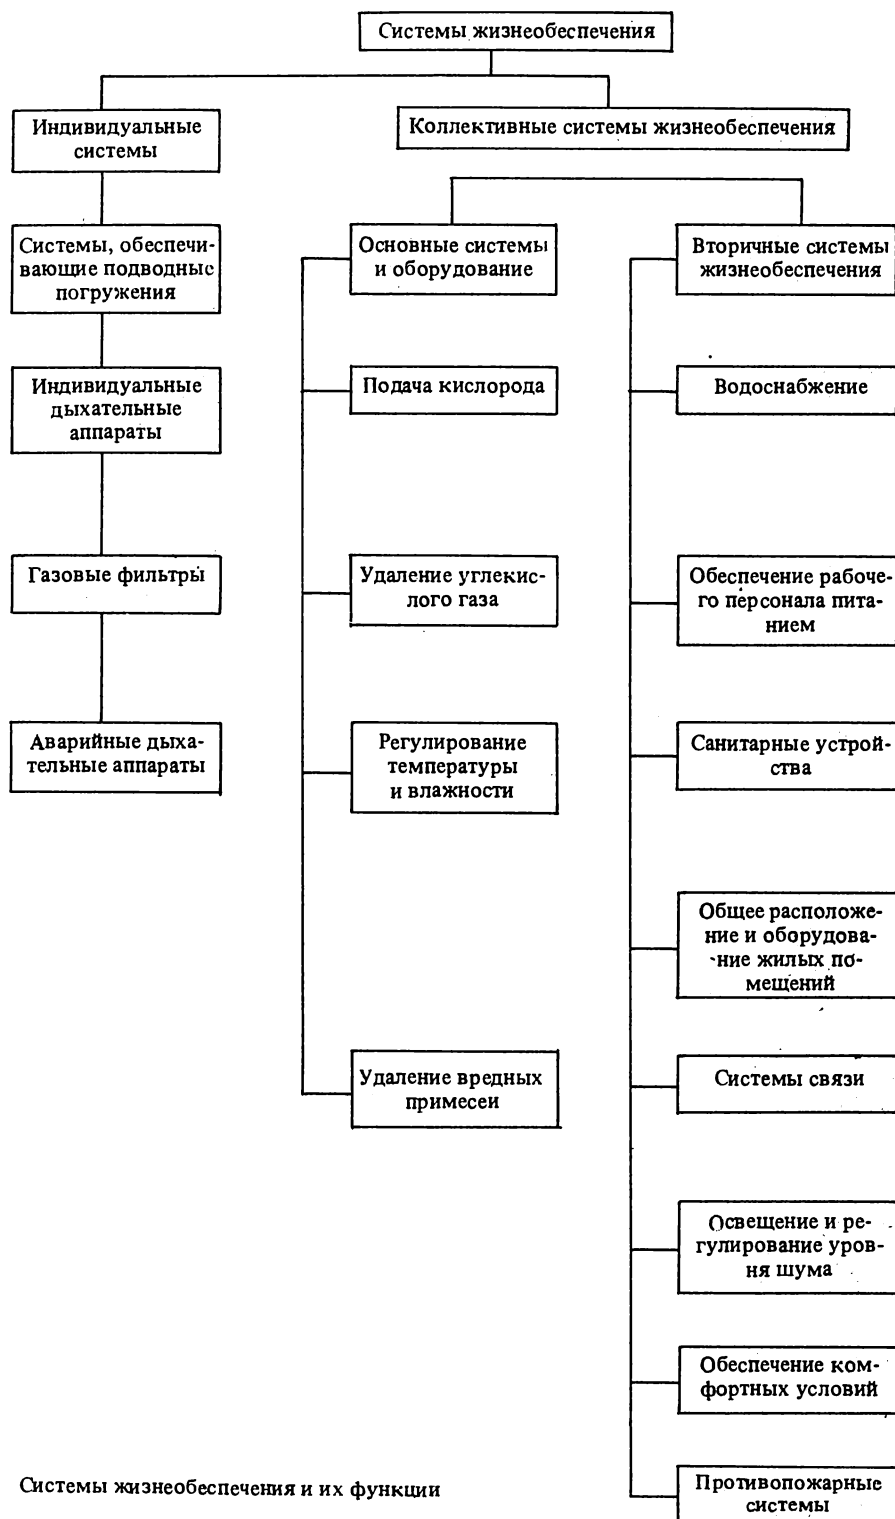 Системы жизнеобеспечения
Индивидуальные
системы
Коллективные системы жизнеобеспечения
Системы, обеспечи-
вающие подводные
погружения
Основные системы
и оборудование
Вторичные системы
жизнеобеспечения
Индивидуальные
дыхательные
аппараты
Подача кислорода
Водоснабжение
Газовые фильтры
Удаление углекис-
лого газа
Обеспечение рабоче-
го персонала пита-
нием
Аварийные дыха-
тельные аппараты
Регулирование
температуры
и влажности
Санитарные устрой-
ства
Общее расположе-
ние и оборудова-
ние жилых по-
мещений
Удаление вредных
примесеи
Системы связи
Освещение и ре-
гулирование уров-
ня шума
Обеспечение ком-
фортных условий
Противопожарные
системы
Системы жизнеобеспечения и их функции